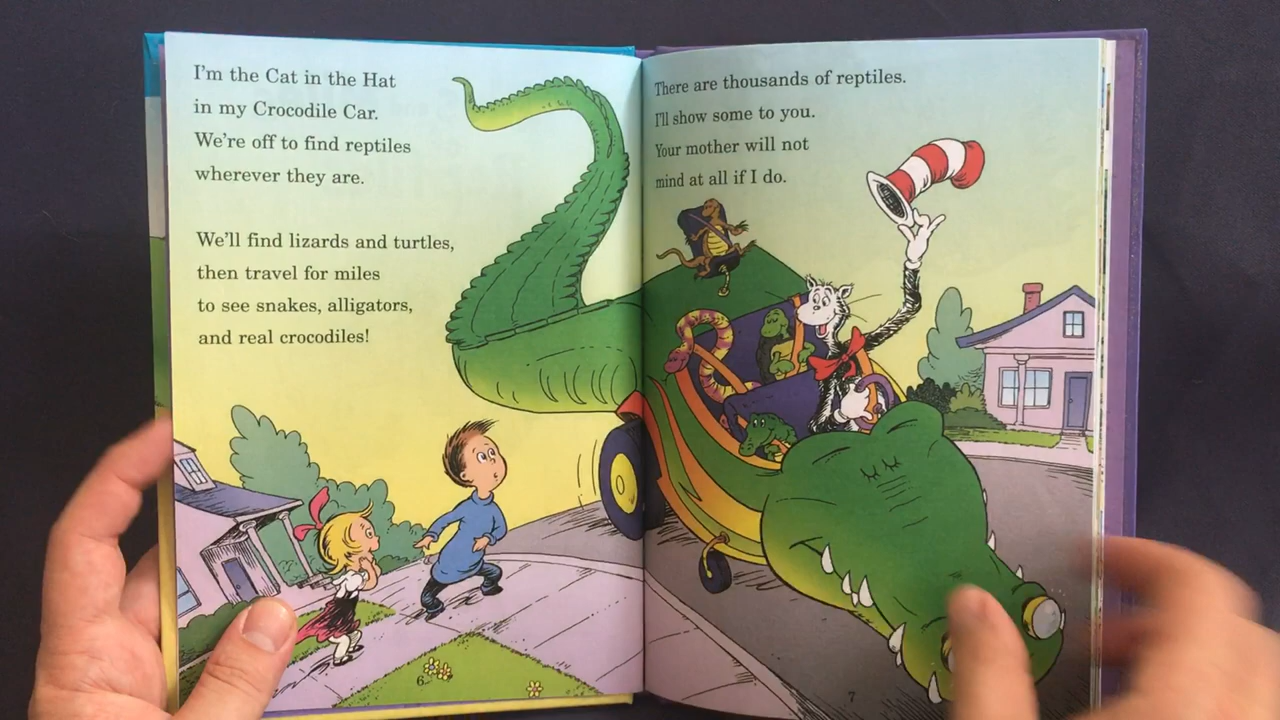 I'm the Cat in the Hat
in my Crocodile Car.
We're off to find reptiles
wherever they are.
We'll find lizards and turtles,
then travel for miles
to see snakes, alligators,
and real crocodiles!
6
There are thousands of reptiles.
I'll show some to you.
Your mother will not
mind at all if I do.
7